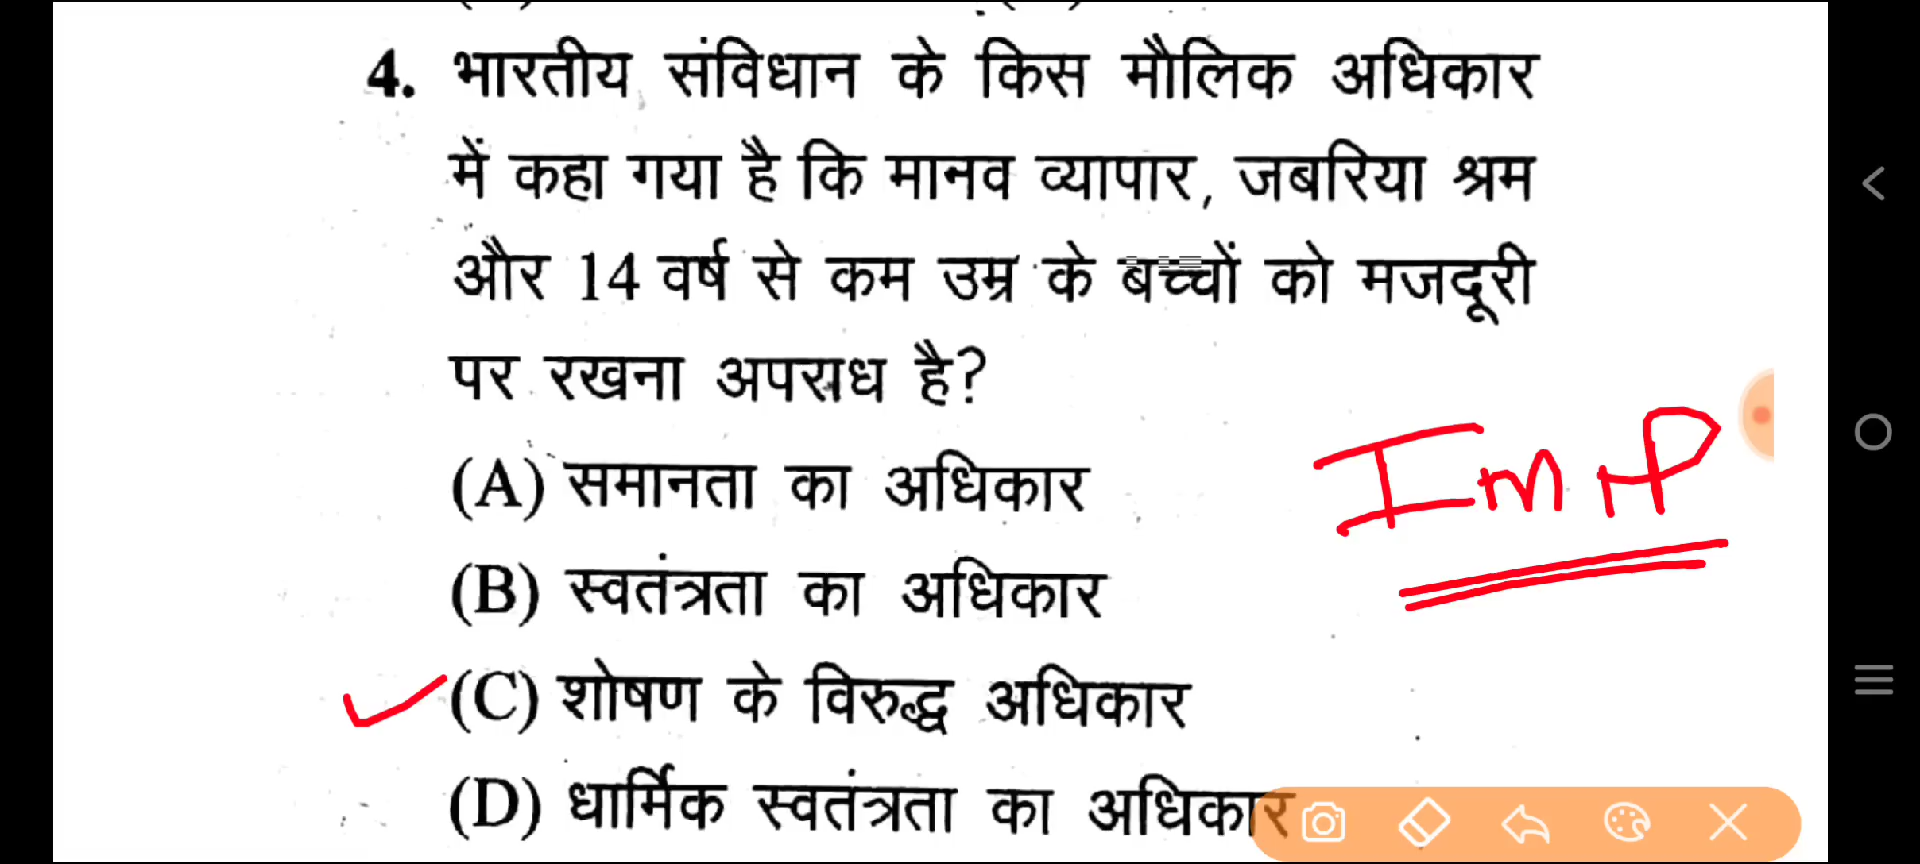 4. भारतीय संविधान के किस मौलिक अधिकार
में कहा गया है कि मानव व्यापार, जबरिया श्रम
और 14 वर्ष से कम उम्र के बच्चों को मजदूरी
पर रखना अपराध है?
(A) समानता का अधिकार
(B) स्वतंत्रता का अधिकार
(C) शोषण के विरुद्ध अधिकार
(D) धार्मिक स्वतंत्रता का अधिकार
ImP